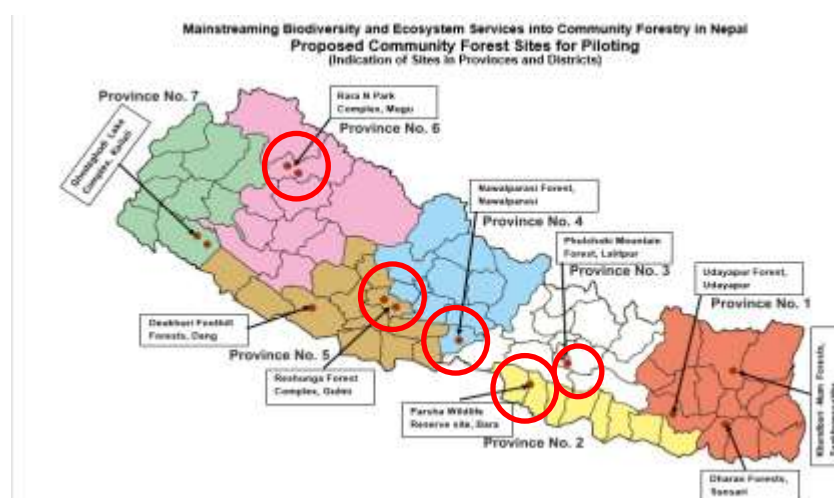 Mainstreaming Biodiversity and Ecosystem Services into Community Forestry in Nepal
Proposed Community Forest Sites for Piloting
(Indication of Sites in Provinces and Districts)
Province No. 7
Rara N Park
Complex, Mugu
Province No. 6
Ghodaghodi Lake
Complex, Kailali
Nawalparasi Forest,
Nawalparasi
Province No. 4
Phulchoki Mountain
Forest, Lalitpur
Province No. 3
Udayapur Forest,
Udayapur
Province No. 1
Deukhuri Foothill
Forests, Dang
Province No. 5
Reshunga Forest
Complex, Gulmi
Parsha Wildlife
Reserve site, Bara
Province No. 2
Forests,
Dharan Forests,
Sunsari